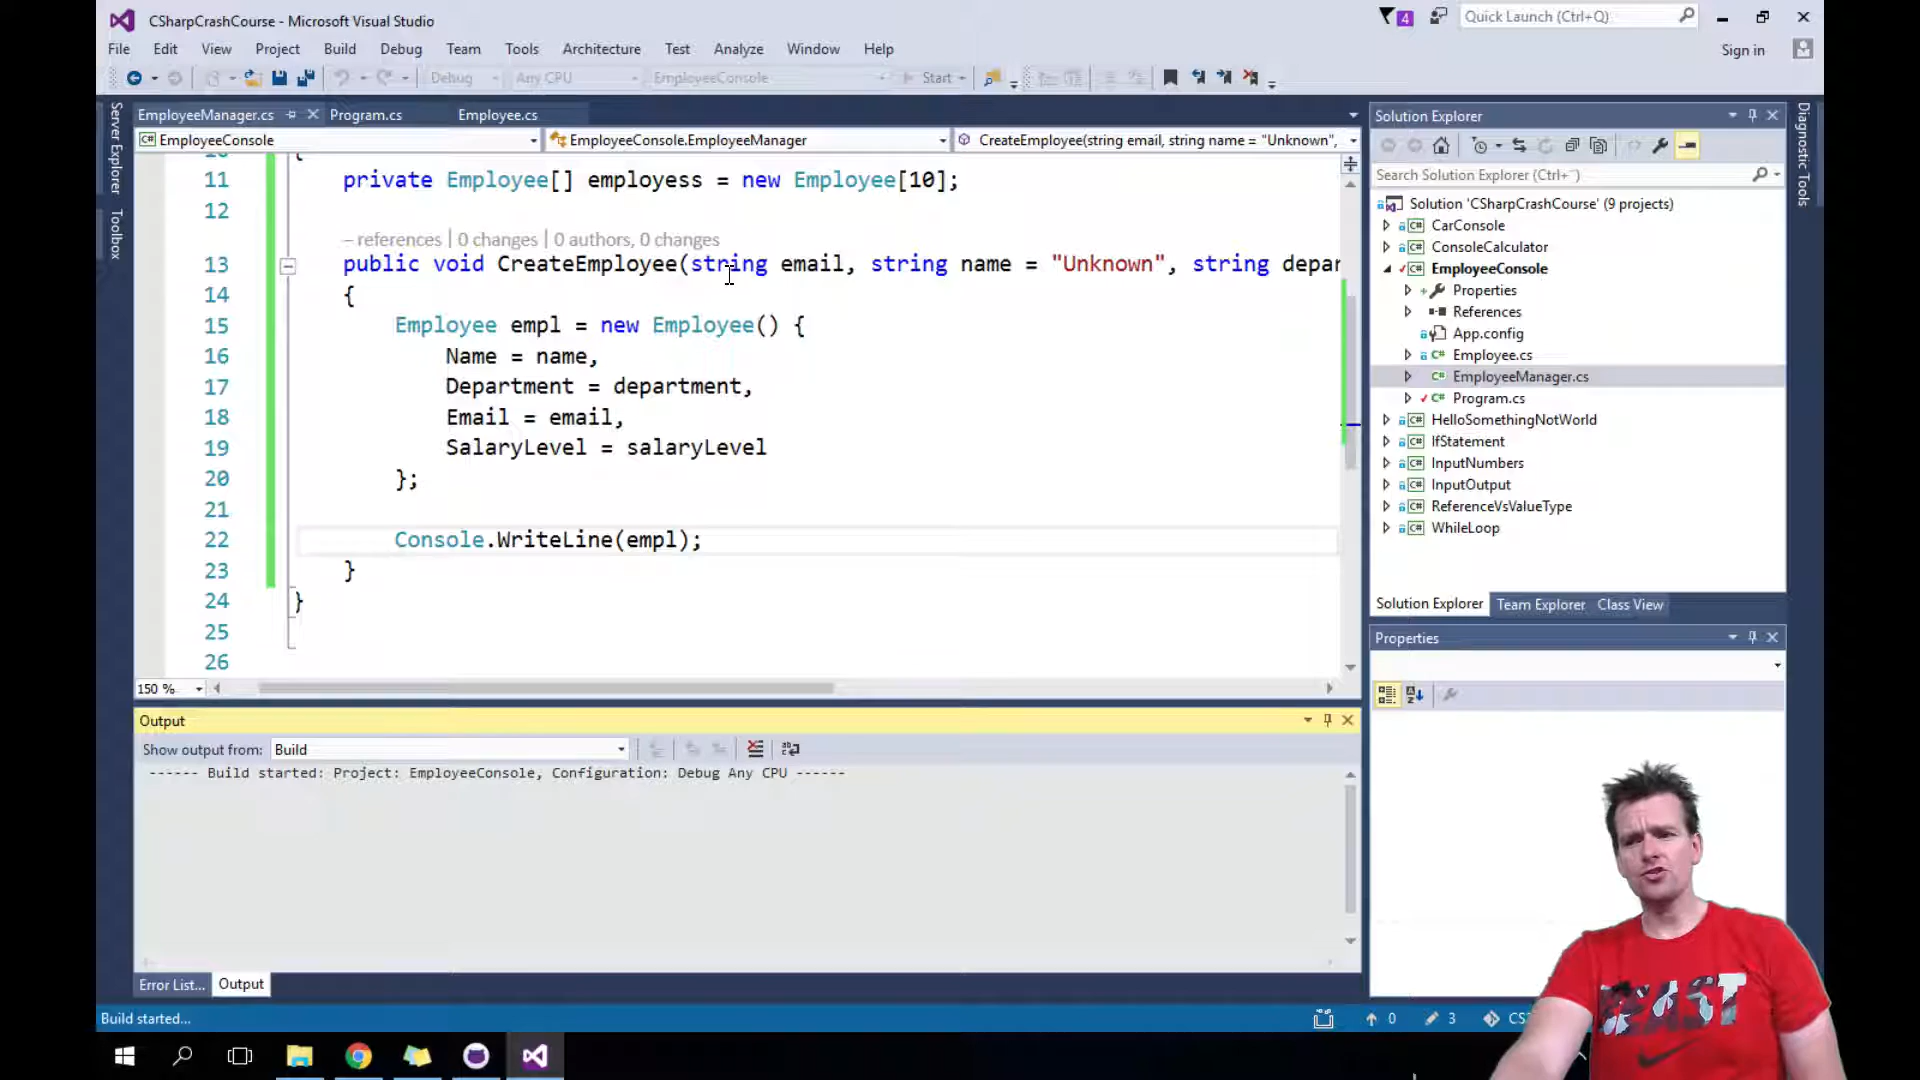 CSharpCrashCourse - Microsoft Visual Studio
4
Quick Launch (Ctrl+Q)
File Edit View Project Build Debug Team Tools Architecture Test Analyze Window Help
Sign in
Debug Any CPU EmployeeConsole Start
Server Explorer
Toolbox
EmployeeManager.cs Program.cs Employee.cs
EmployeeConsole EmployeeConsole.EmployeeManager CreateEmployee(string email, string name = "Unknown",
11 private Employee[] employess = new Employee[10];
12
– references | 0 changes | 0 authors, 0 changes
13 public void CreateEmployee(string email, string name = "Unknown", string depar
14 {
15 Employee empl = new Employee() {
16 Name = name,
17 Department = department,
18 Email = email,
19 SalaryLevel = salaryLevel
20 };
21
22 Console.WriteLine(empl);
23 }
24 }
25
26
150 %
Output
Show output from: Build
------ Build started: Project: EmployeeConsole, Configuration: Debug Any CPU ------
Error List... Output
Build started...
0 3
Solution Explorer
Search Solution Explorer (Ctrl+¨)
Solution 'CSharpCrashCourse' (9 projects)
CarConsole
ConsoleCalculator
EmployeeConsole
Properties
References
App.config
Employee.cs
EmployeeManager.cs
Program.cs
HelloSomethingNotWorld
IfStatement
InputNumbers
InputOutput
ReferenceVsValueType
WhileLoop
Solution Explorer Team Explorer Class View
Properties
Diagnostic Tools